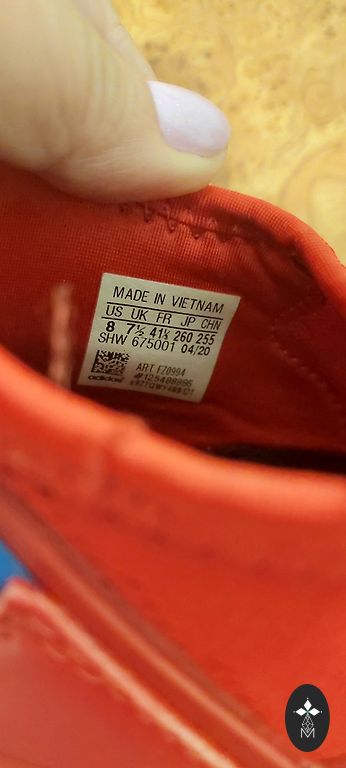 MADE IN VIETNAM
US UK FR JP CHN
8 7½ 41⅓ 260 255
SHW 675001 04/20
ART FZ0994
adidas